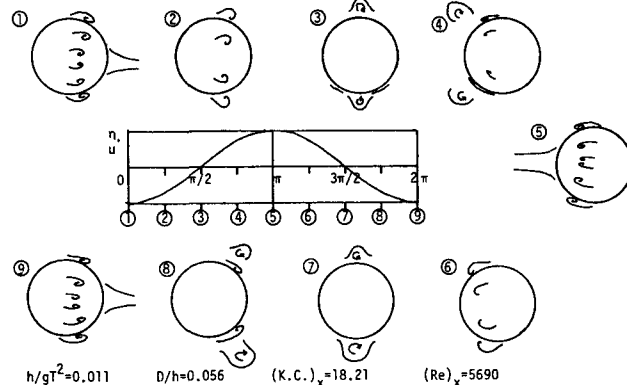 ① ② ③ ④
⑤
η,
u
0 π/2 π 3π/2 2π
① ② ③ ④ ⑤ ⑥ ⑦ ⑧ ⑨
⑨ ⑧ ⑦ ⑥
h/gT²=0.011 D/h=0.056 (K.C.)ₓ=18.21 (Re)ₓ=5690